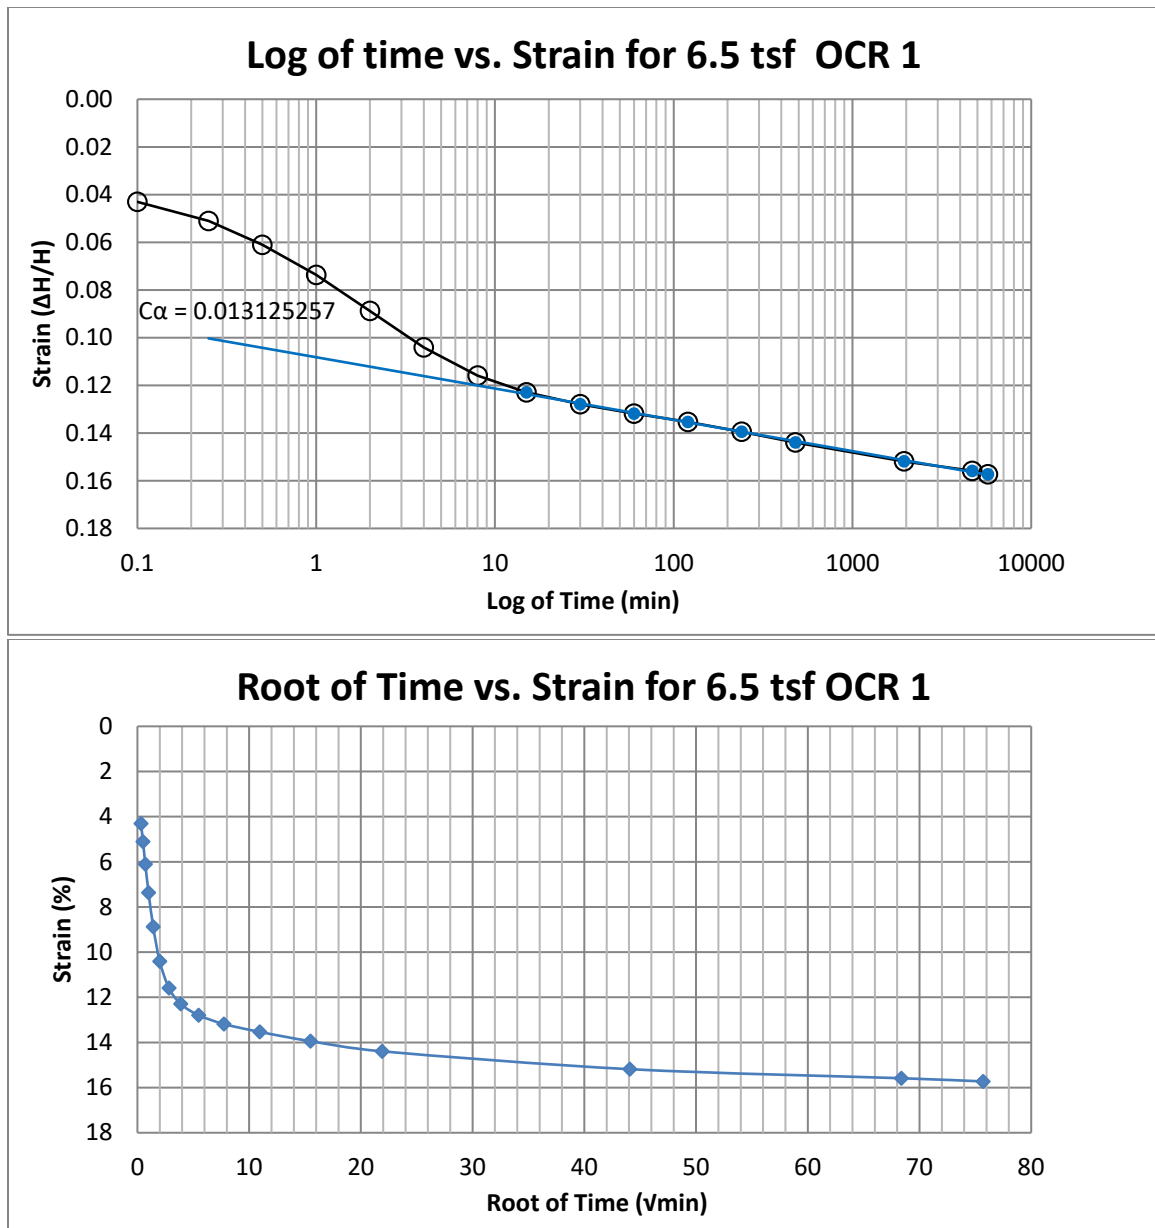 Log of time vs. Strain for 6.5 tsf  OCR 1
0.00
0.02
0.04
0.06
0.08
0.10
0.12
0.14
0.16
0.18
Strain (ΔH/H)
Cα = 0.013125257
0.1 1 10 100 1000 10000
Log of Time (min)
Root of Time vs. Strain for 6.5 tsf OCR 1
0
2
4
6
8
10
12
14
16
18
Strain (%)
0 10 20 30 40 50 60 70 80
Root of Time (√min)